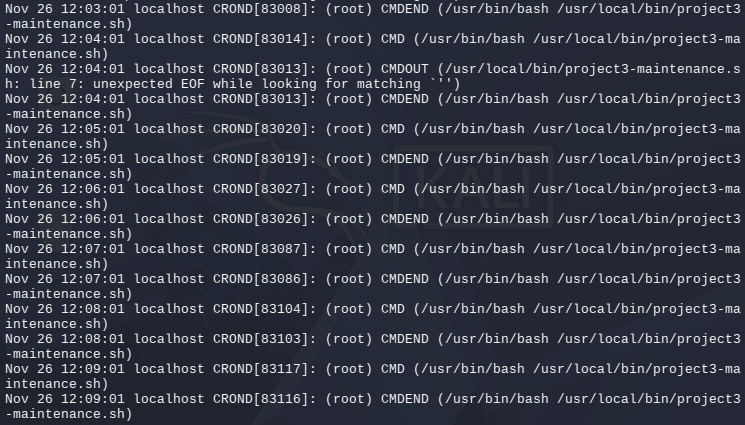 Nov 26 12:03:01 localhost CROND[83008]: (root) CMDEND (/usr/bin/bash /usr/local/bin/project3
-maintenance.sh)
Nov 26 12:04:01 localhost CROND[83014]: (root) CMD (/usr/bin/bash /usr/local/bin/project3-ma
intenance.sh)
Nov 26 12:04:01 localhost CROND[83013]: (root) CMDOUT (/usr/local/bin/project3-maintenance.s
h: line 7: unexpected EOF while looking for matching `'')
Nov 26 12:04:01 localhost CROND[83013]: (root) CMDEND (/usr/bin/bash /usr/local/bin/project3
-maintenance.sh)
Nov 26 12:05:01 localhost CROND[83020]: (root) CMD (/usr/bin/bash /usr/local/bin/project3-ma
intenance.sh)
Nov 26 12:05:01 localhost CROND[83019]: (root) CMDEND (/usr/bin/bash /usr/local/bin/project3
-maintenance.sh)
Nov 26 12:06:01 localhost CROND[83027]: (root) CMD (/usr/bin/bash /usr/local/bin/project3-ma
intenance.sh)
Nov 26 12:06:01 localhost CROND[83026]: (root) CMDEND (/usr/bin/bash /usr/local/bin/project3
-maintenance.sh)
Nov 26 12:07:01 localhost CROND[83087]: (root) CMD (/usr/bin/bash /usr/local/bin/project3-ma
intenance.sh)
Nov 26 12:07:01 localhost CROND[83086]: (root) CMDEND (/usr/bin/bash /usr/local/bin/project3
-maintenance.sh)
Nov 26 12:08:01 localhost CROND[83104]: (root) CMD (/usr/bin/bash /usr/local/bin/project3-ma
intenance.sh)
Nov 26 12:08:01 localhost CROND[83103]: (root) CMDEND (/usr/bin/bash /usr/local/bin/project3
-maintenance.sh)
Nov 26 12:09:01 localhost CROND[83117]: (root) CMD (/usr/bin/bash /usr/local/bin/project3-ma
intenance.sh)
Nov 26 12:09:01 localhost CROND[83116]: (root) CMDEND (/usr/bin/bash /usr/local/bin/project3
-maintenance.sh)
KALI